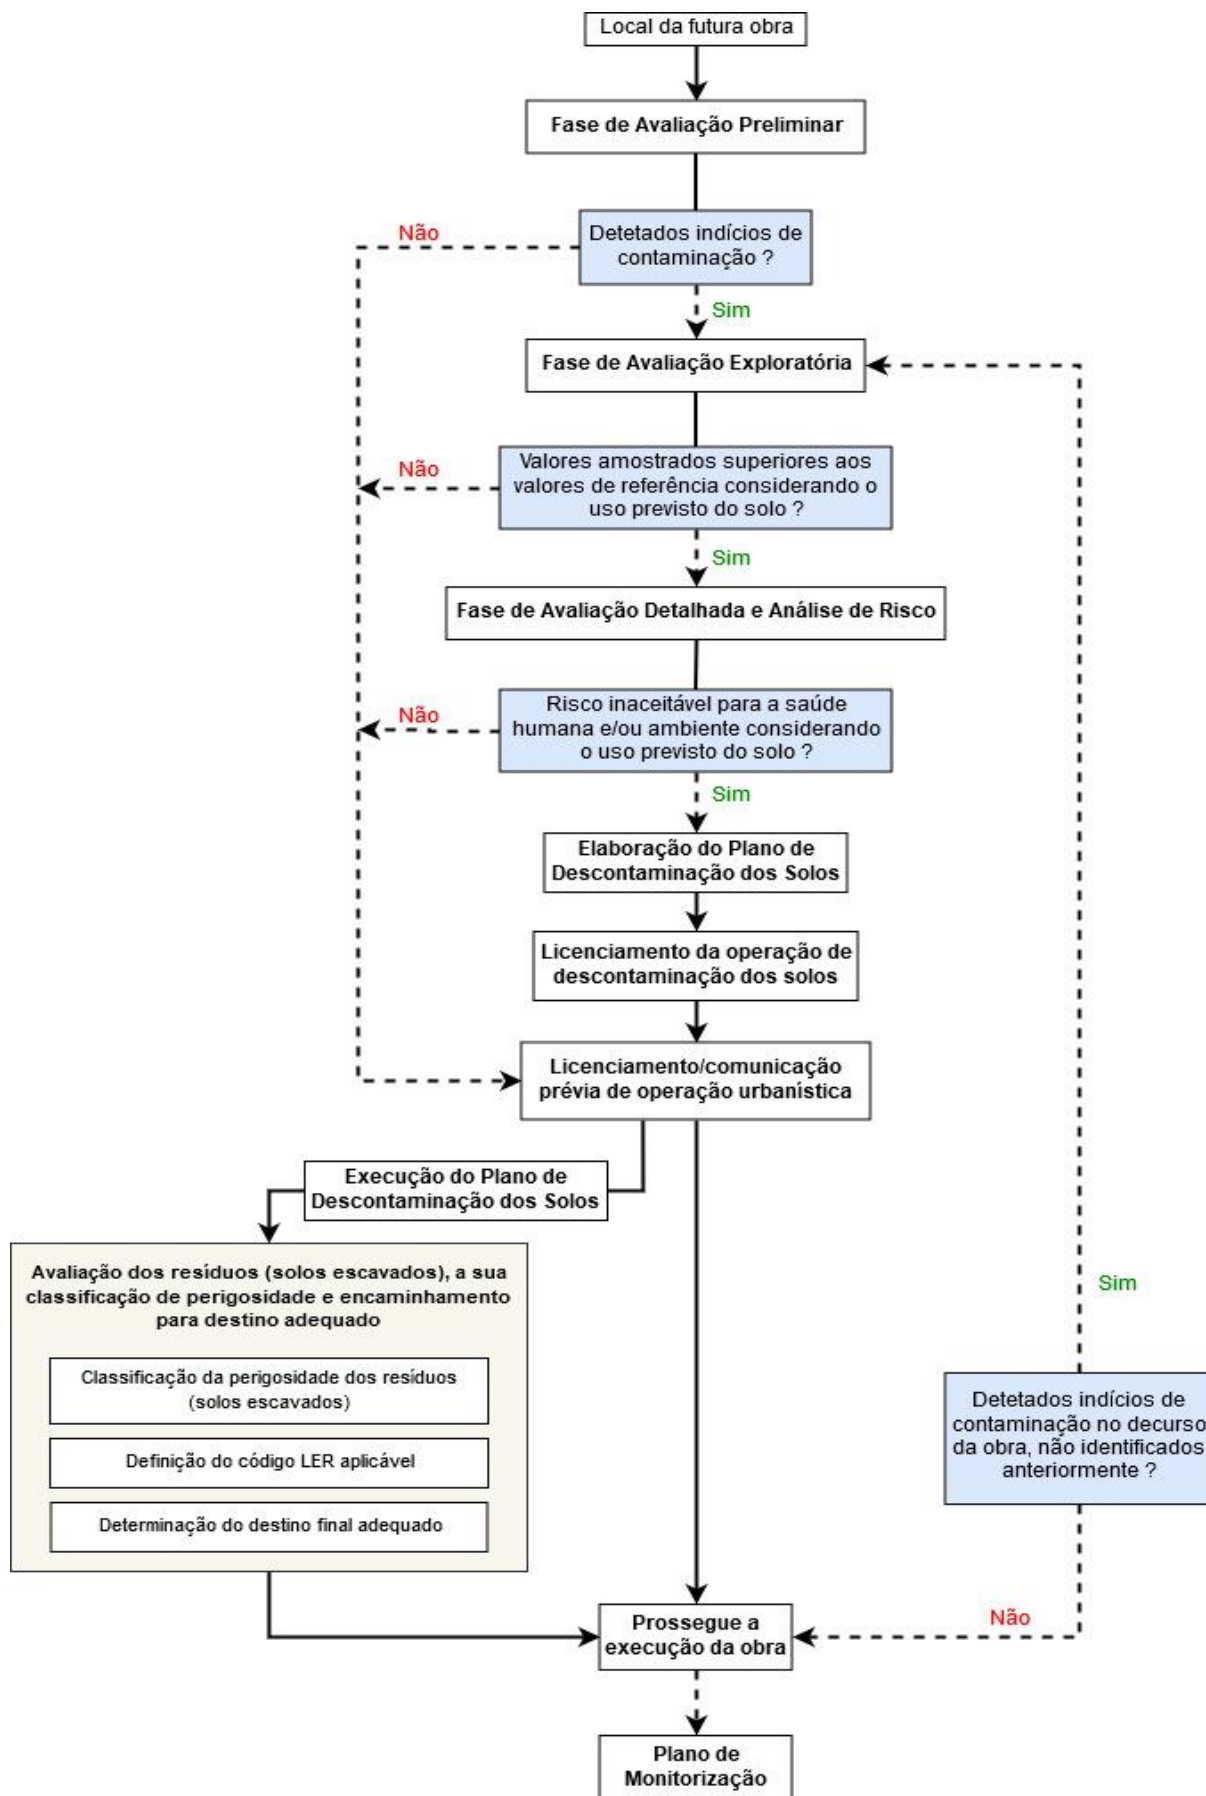 Local da futura obra
Fase de Avaliação Preliminar
Não
Detetados indícios de
contaminação ?
Sim
Fase de Avaliação Exploratória
Não
Valores amostrados superiores aos
valores de referência considerando o
uso previsto do solo ?
Sim
Fase de Avaliação Detalhada e Análise de Risco
Não
Risco inaceitável para a saúde
humana e/ou ambiente considerando
o uso previsto do solo ?
Sim
Elaboração do Plano de
Descontaminação dos Solos
Licenciamento da operação de
descontaminação dos solos
Licenciamento/comunicação
prévia de operação urbanística
Execução do Plano de
Descontaminação dos Solos
Avaliação dos resíduos (solos escavados), a sua
classificação de perigosidade e encaminhamento
para destino adequado
Classificação da perigosidade dos resíduos
(solos escavados)
Definição do código LER aplicável
Determinação do destino final adequado
Sim
Detetados indícios de
contaminação no decurso
da obra, não identificados
anteriormente ?
Não
Prossegue a
execução da obra
Plano de
Monitorização